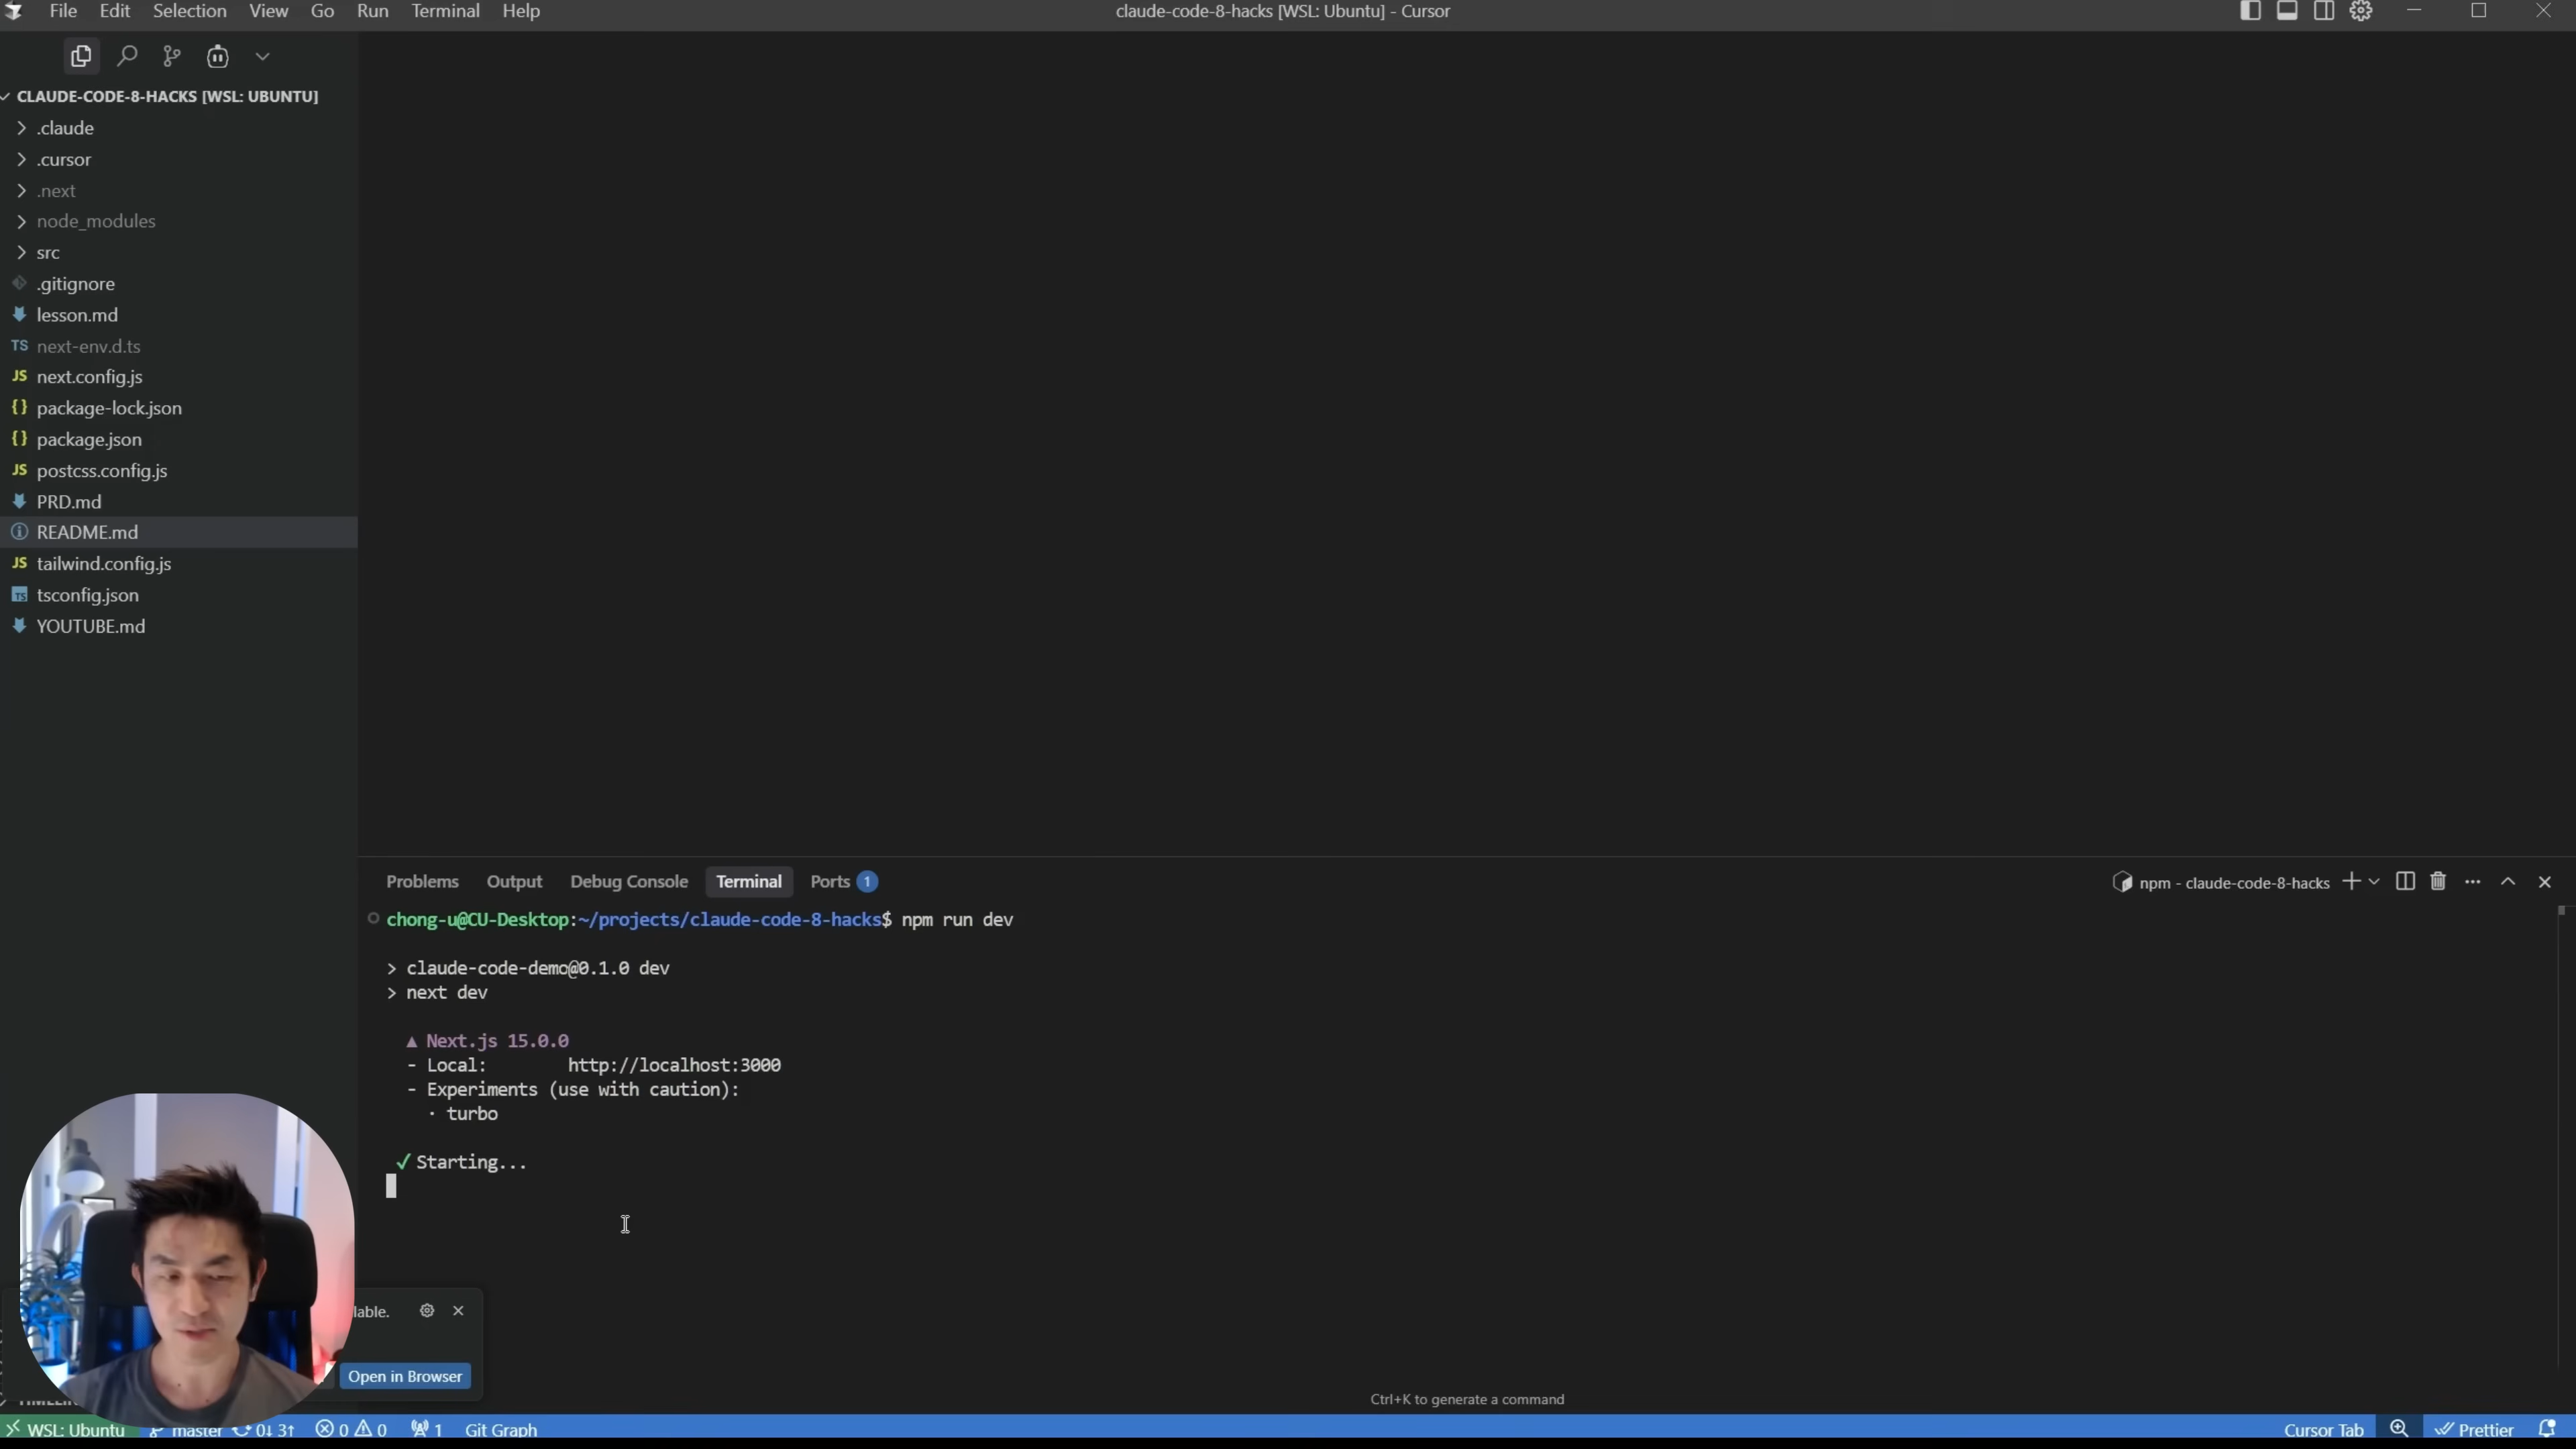 File Edit Selection View Go Run Terminal Help
claude-code-8-hacks [WSL: Ubuntu] - Cursor
CLAUDE-CODE-8-HACKS [WSL: UBUNTU]
.claude
.cursor
.next
node_modules
src
.gitignore
lesson.md
TS next-env.d.ts
JS next.config.js
{} package-lock.json
{} package.json
JS postcss.config.js
PRD.md
README.md
JS tailwind.config.js
TS tsconfig.json
YOUTUBE.md
Problems Output Debug Console Terminal Ports 1
npm - claude-code-8-hacks
chong-u@CU-Desktop:~/projects/claude-code-8-hacks$ npm run dev
> claude-code-demo@0.1.0 dev
> next dev
▲ Next.js 15.0.0
- Local: http://localhost:3000
- Experiments (use with caution):
· turbo
✓ Starting...
lable.
Open in Browser
Ctrl+K to generate a command
WSL: Ubuntu master 0↓ 3↑ 0 0 1 Git Graph
Cursor Tab Prettier